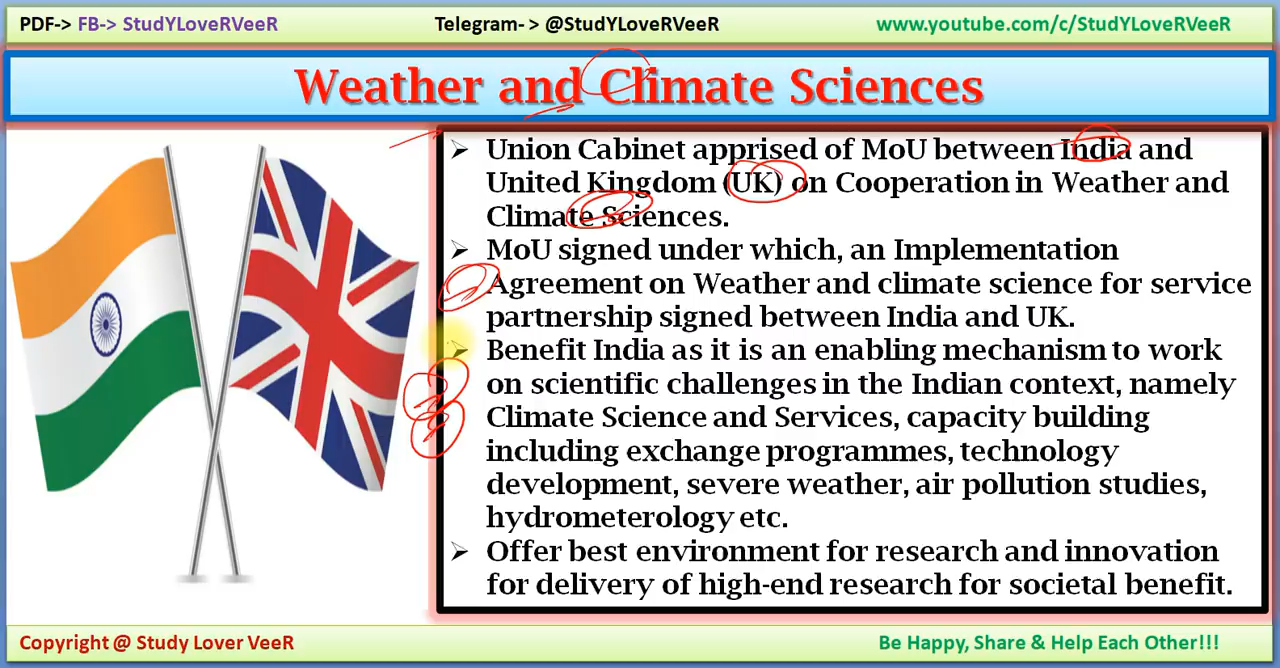 PDF-> FB-> StudYLoveRVeeR Telegram- > @StudYLoveRVeeR www.youtube.com/c/StudYLoveRVeeR
Weather and Climate Sciences
➢ Union Cabinet apprised of MoU between India and
United Kingdom (UK) on Cooperation in Weather and
Climate Sciences.
➢ MoU signed under which, an Implementation
Agreement on Weather and climate science for service
partnership signed between India and UK.
➢ Benefit India as it is an enabling mechanism to work
on scientific challenges in the Indian context, namely
Climate Science and Services, capacity building
including exchange programmes, technology
development, severe weather, air pollution studies,
hydrometerology etc.
➢ Offer best environment for research and innovation
for delivery of high-end research for societal benefit.
Copyright @ Study Lover VeeR Be Happy, Share & Help Each Other!!!